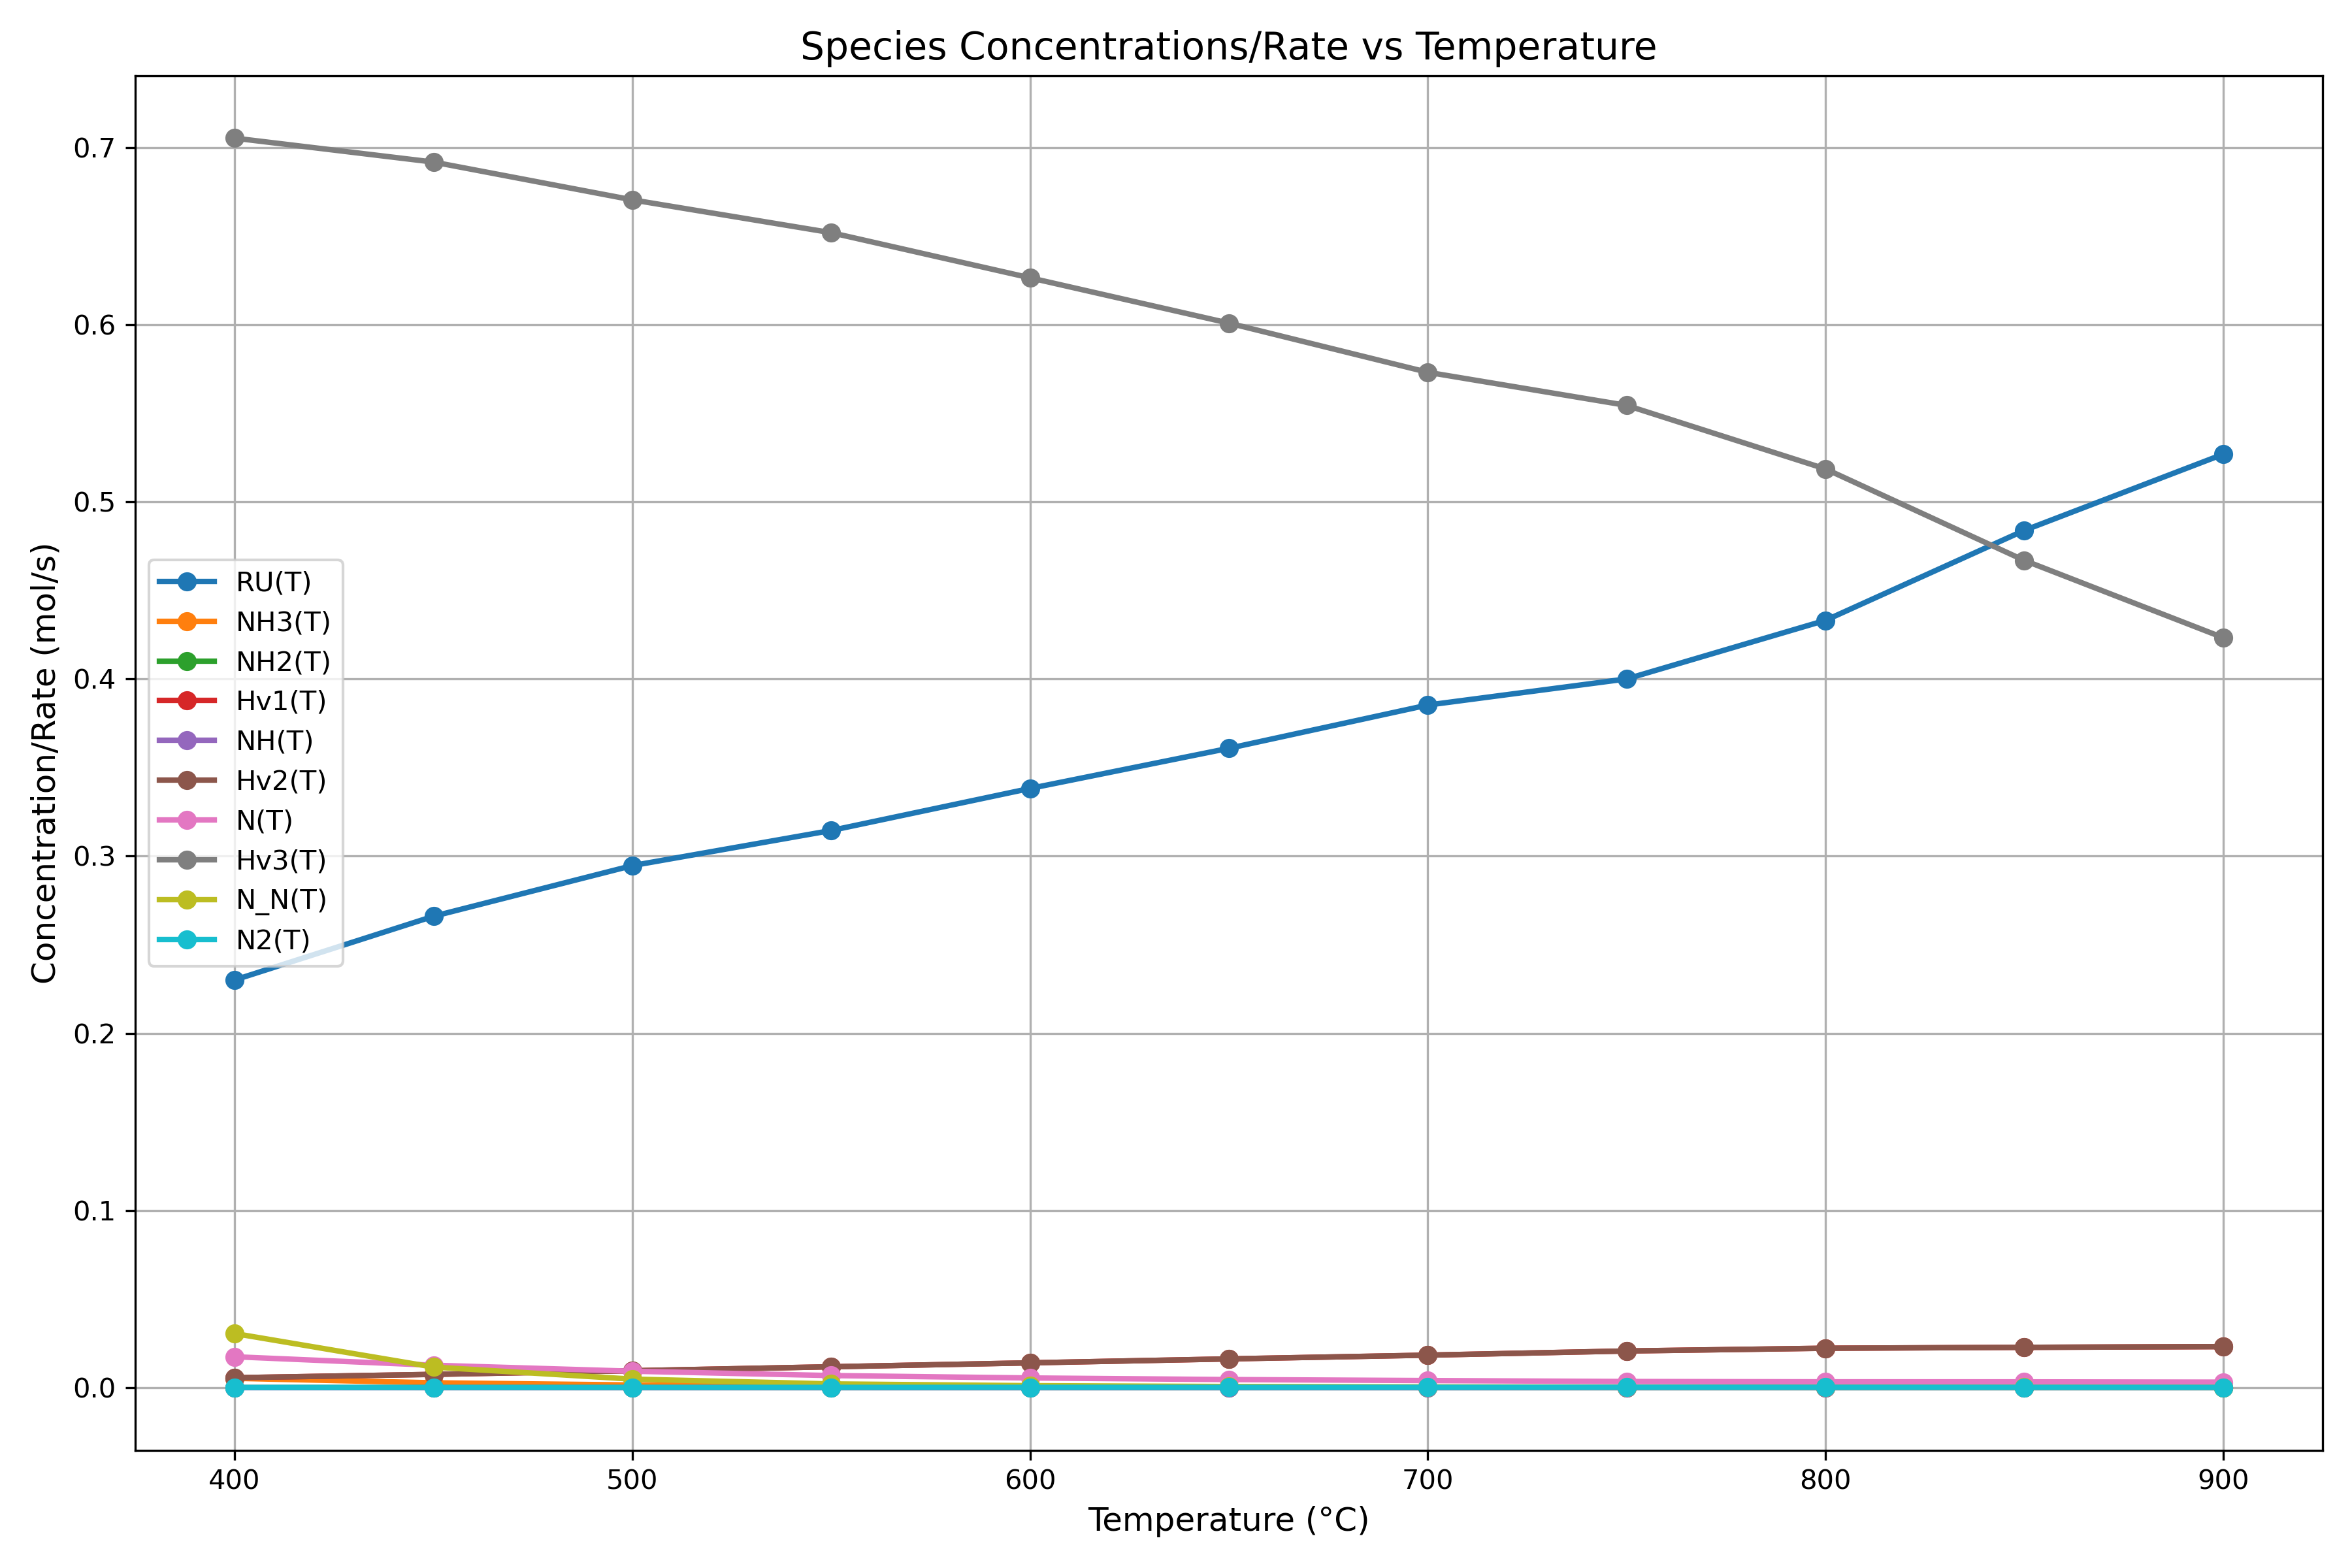 Species Concentrations/Rate vs Temperature
Concentration/Rate (mol/s)
0.7
0.6
0.5
0.4
0.3
0.2
0.1
0.0
RU(T)
NH3(T)
NH2(T)
Hv1(T)
NH(T)
Hv2(T)
N(T)
Hv3(T)
N_N(T)
N2(T)
400 500 600 700 800 900
Temperature (°C)